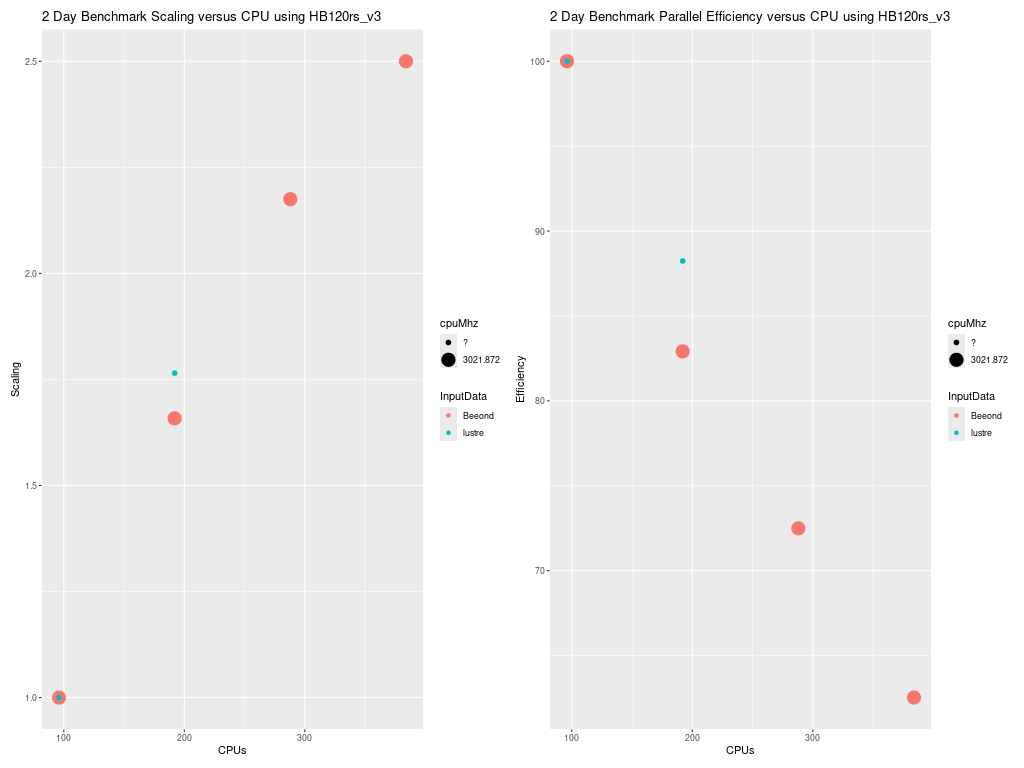 2 Day Benchmark Scaling versus CPU using HB120rs_v3
2.5
2.0
1.5
1.0
Scaling
100
200
300
CPUs
cpuMhz
?
3021.872
InputData
Beeond
lustre
2 Day Benchmark Parallel Efficiency versus CPU using HB120rs_v3
100
90
80
70
Efficiency
100
200
300
CPUs
cpuMhz
?
3021.872
InputData
Beeond
lustre